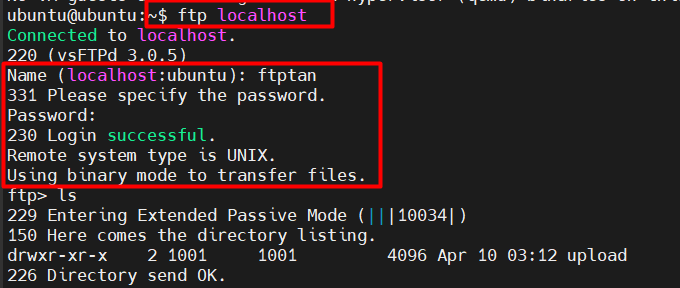 ubuntu@ubuntu:~$ ftp localhost
Connected to localhost.
220 (vsFTPd 3.0.5)
Name (localhost:ubuntu): ftptan
331 Please specify the password.
Password:
230 Login successful.
Remote system type is UNIX.
Using binary mode to transfer files.
ftp> ls
229 Entering Extended Passive Mode (|||10034|)
150 Here comes the directory listing.
drwxr-xr-x    2 1001     1001         4096 Apr 10 03:12 upload
226 Directory send OK.